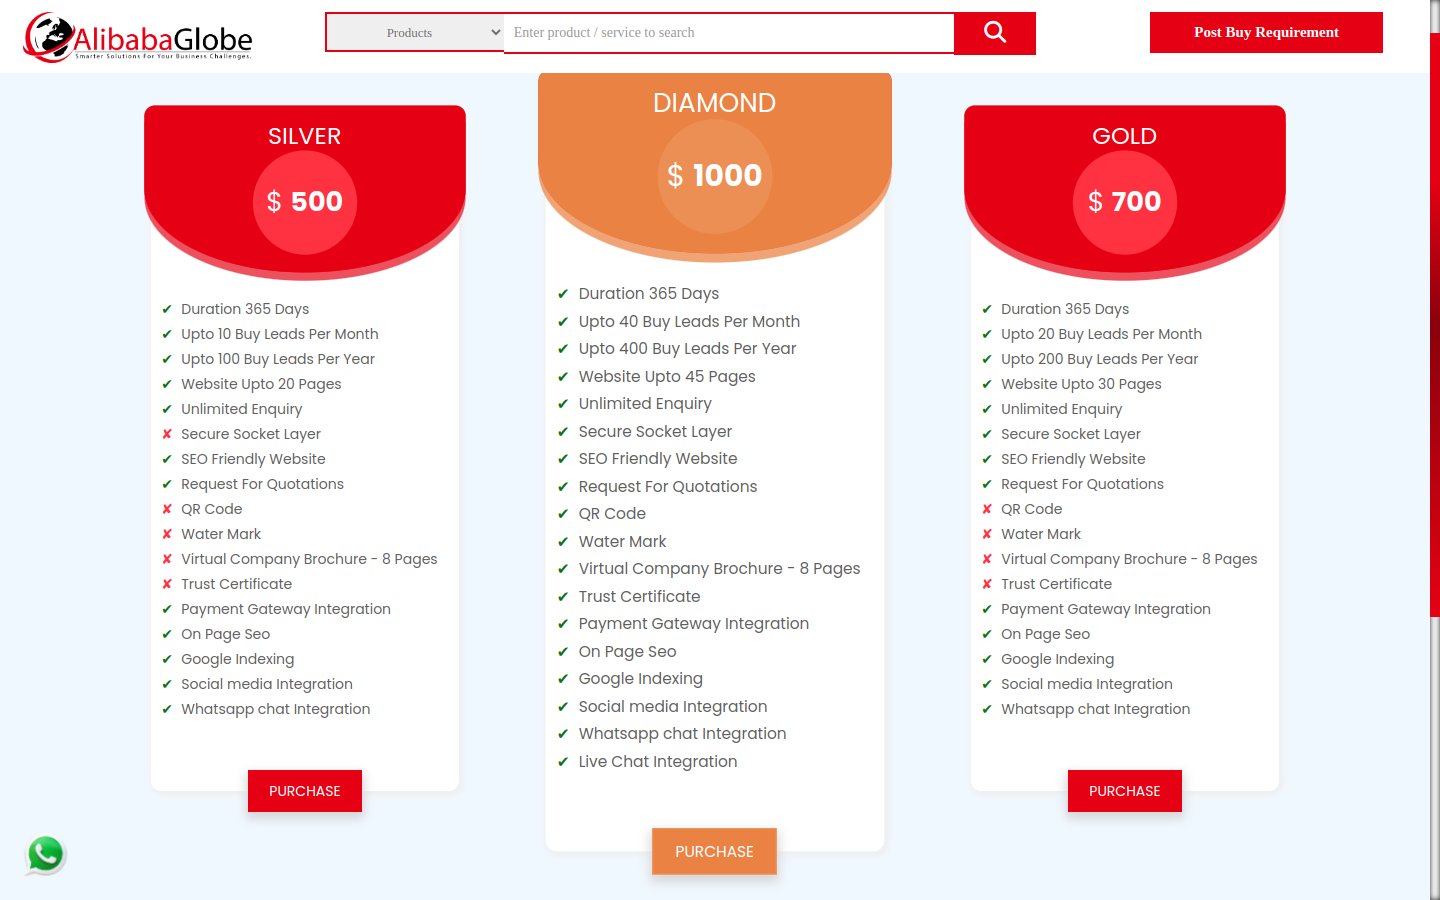 AlibabaGlobe
Smarter Solutions For Your Business Challenges.
Products
Enter product / service to search
Post Buy Requirement
SILVER
$ 500
✔ Duration 365 Days
✔ Upto 10 Buy Leads Per Month
✔ Upto 100 Buy Leads Per Year
✔ Website Upto 20 Pages
✔ Unlimited Enquiry
✘ Secure Socket Layer
✔ SEO Friendly Website
✔ Request For Quotations
✘ QR Code
✘ Water Mark
✘ Virtual Company Brochure - 8 Pages
✘ Trust Certificate
✔ Payment Gateway Integration
✔ On Page Seo
✔ Google Indexing
✔ Social media Integration
✔ Whatsapp chat Integration
PURCHASE
DIAMOND
$ 1000
✔ Duration 365 Days
✔ Upto 40 Buy Leads Per Month
✔ Upto 400 Buy Leads Per Year
✔ Website Upto 45 Pages
✔ Unlimited Enquiry
✔ Secure Socket Layer
✔ SEO Friendly Website
✔ Request For Quotations
✔ QR Code
✔ Water Mark
✔ Virtual Company Brochure - 8 Pages
✔ Trust Certificate
✔ Payment Gateway Integration
✔ On Page Seo
✔ Google Indexing
✔ Social media Integration
✔ Whatsapp chat Integration
✔ Live Chat Integration
PURCHASE
GOLD
$ 700
✔ Duration 365 Days
✔ Upto 20 Buy Leads Per Month
✔ Upto 200 Buy Leads Per Year
✔ Website Upto 30 Pages
✔ Unlimited Enquiry
✔ Secure Socket Layer
✔ SEO Friendly Website
✔ Request For Quotations
✘ QR Code
✘ Water Mark
✘ Virtual Company Brochure - 8 Pages
✘ Trust Certificate
✔ Payment Gateway Integration
✔ On Page Seo
✔ Google Indexing
✔ Social media Integration
✔ Whatsapp chat Integration
PURCHASE